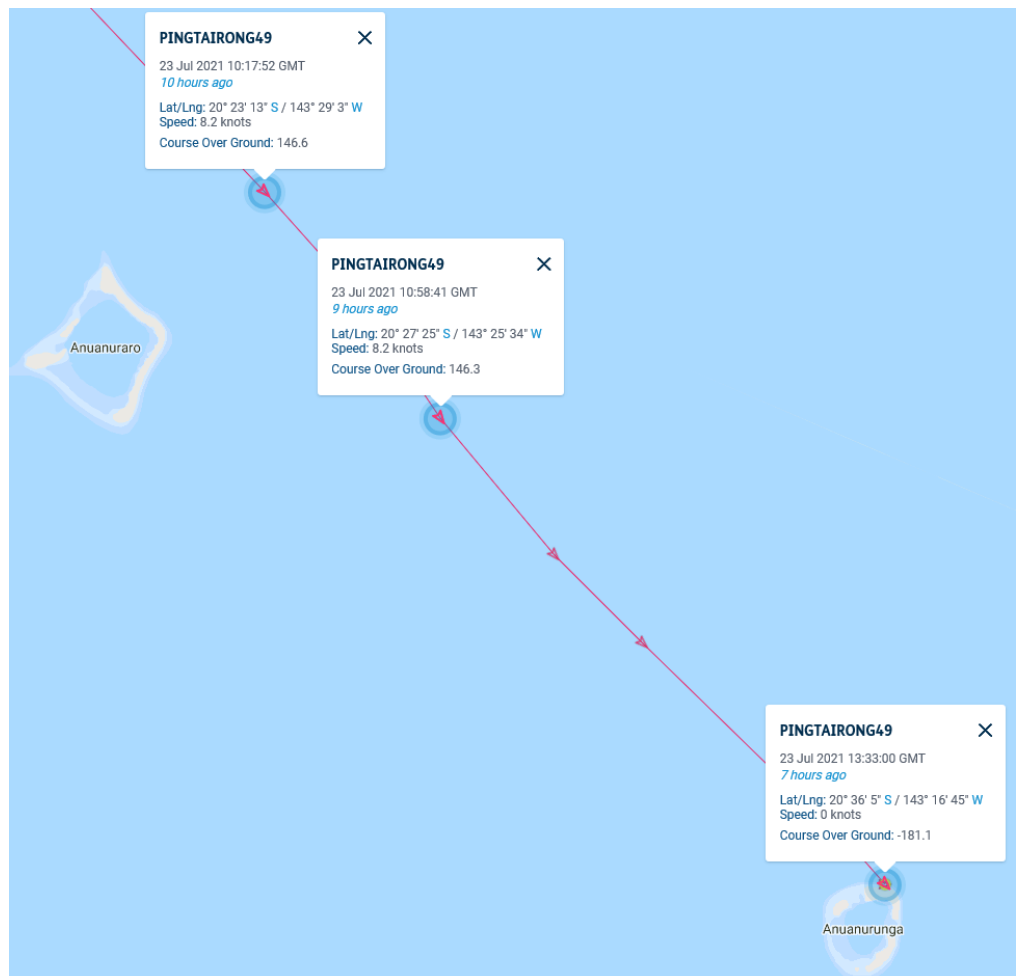 PINGTAIRONG49
23 Jul 2021 10:17:52 GMT
10 hours ago
Lat/Lng: 20° 23' 13" S / 143° 29' 3" W
Speed: 8.2 knots
Course Over Ground: 146.6
PINGTAIRONG49
23 Jul 2021 10:58:41 GMT
9 hours ago
Lat/Lng: 20° 27' 25" S / 143° 25' 34" W
Speed: 8.2 knots
Course Over Ground: 146.3
Anuanuraro
PINGTAIRONG49
23 Jul 2021 13:33:00 GMT
7 hours ago
Lat/Lng: 20° 36' 5" S / 143° 16' 45" W
Speed: 0 knots
Course Over Ground: -181.1
Anuanurunga